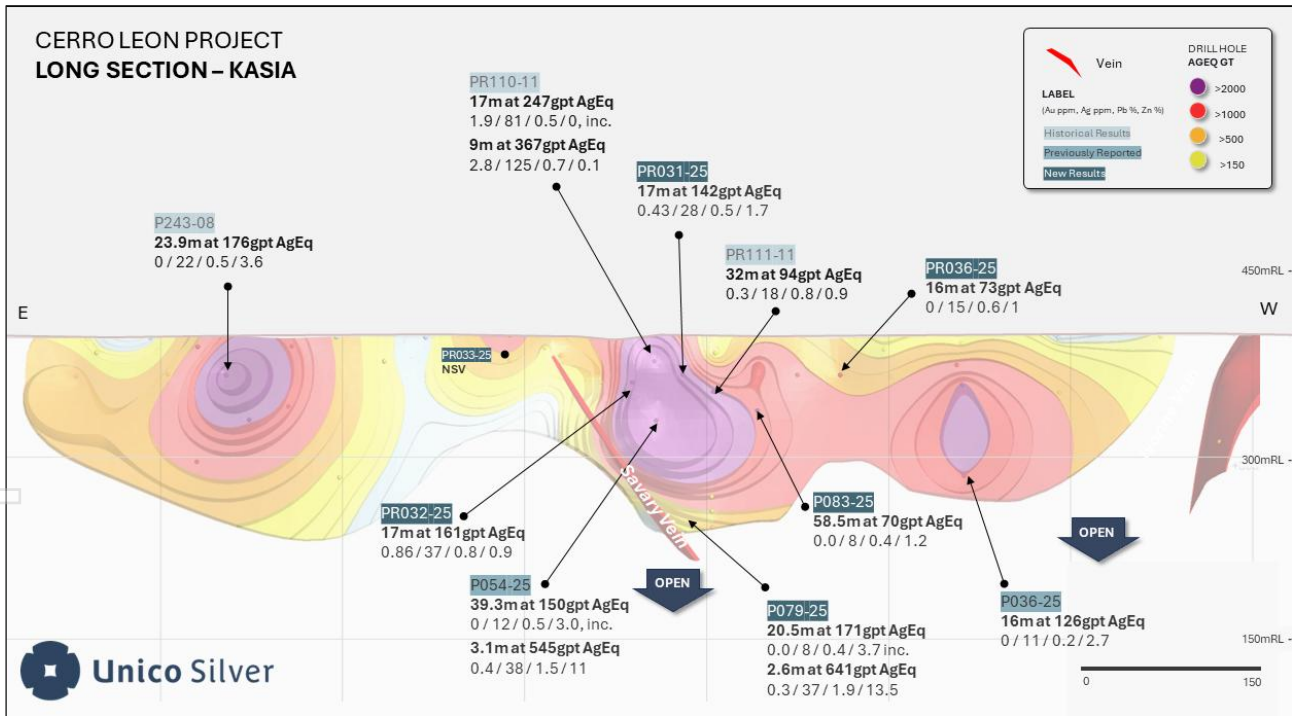 CERRO LEON PROJECT
LONG SECTION – KASIA
Vein
LABEL
(Au ppm, Ag ppm, Pb %, Zn %)
Historical Results
Previously Reported
New Results
DRILL HOLE
AGEQ GT
>2000
>1000
>500
>150
PR110-11
17m at 247gpt AgEq
1.9 / 81 / 0.5 / 0, inc.
9m at 367gpt AgEq
2.8 / 125 / 0.7 / 0.1
PR031-25
17m at 142gpt AgEq
0.43 / 28 / 0.5 / 1.7
P243-08
23.9m at 176gpt AgEq
0 / 22 / 0.5 / 3.6
PR111-11
32m at 94gpt AgEq
0.3 / 18 / 0.8 / 0.9
PR036-25
16m at 73gpt AgEq
0 / 15 / 0.6 / 1
450mRL
E
W
PR033-25
NSV
300mRL
Savary Vein
PR032-25
17m at 161gpt AgEq
0.86 / 37 / 0.8 / 0.9
P083-25
58.5m at 70gpt AgEq
0.0 / 8 / 0.4 / 1.2
OPEN
OPEN
P054-25
39.3m at 150gpt AgEq
0 / 12 / 0.5 / 3.0, inc.
3.1m at 545gpt AgEq
0.4 / 38 / 1.5 / 11
P079-25
20.5m at 171gpt AgEq
0.0 / 8 / 0.4 / 3.7 inc.
2.6m at 641gpt AgEq
0.3 / 37 / 1.9 / 13.5
P036-25
16m at 126gpt AgEq
0 / 11 / 0.2 / 2.7
150mRL
Unico Silver
0
150